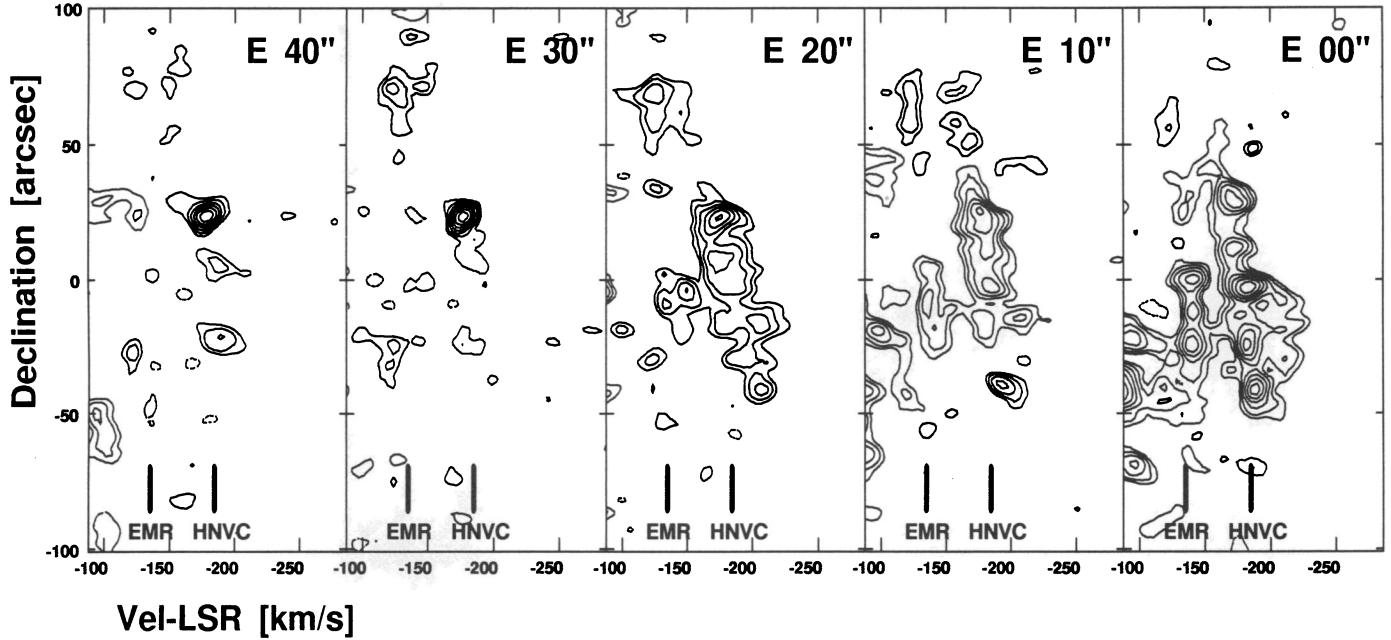 100
50
0
-50
-100
Declination [arcsec]
E 40"
E 30"
E 20"
E 10"
E 00"
EMR HNVC
EMR HNVC
EMR HNVC
EMR HNVC
EMR HNVC
-100 -150 -200 -250
-100 -150 -200 -250
-100 -150 -200 -250
-100 -150 -200 -250
-100 -150 -200 -250
Vel-LSR [km/s]